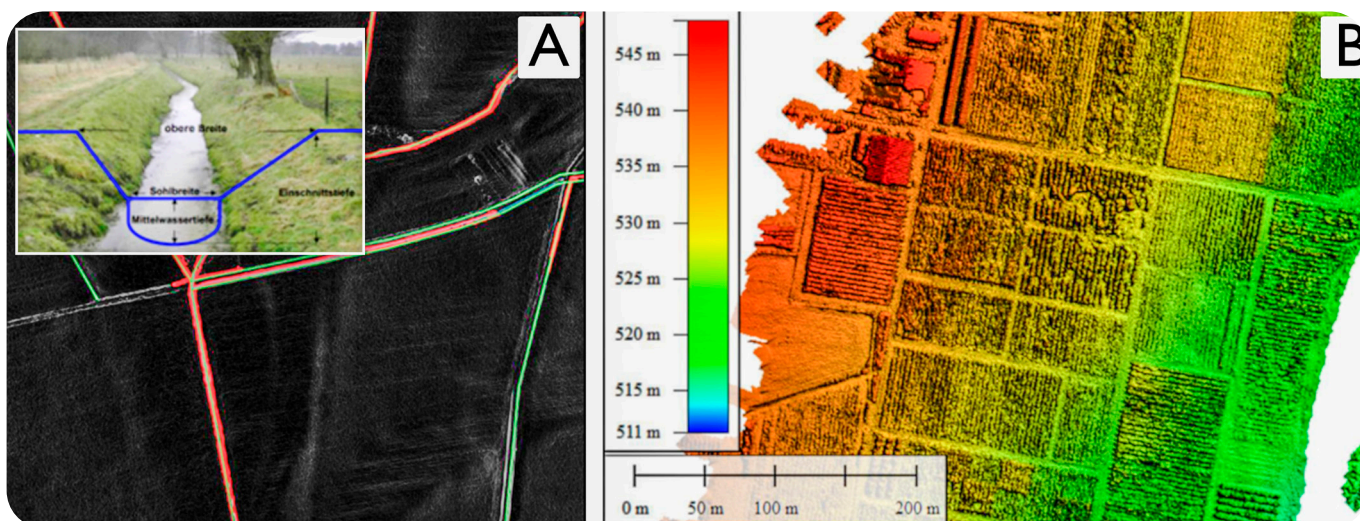 A
obere Breite
Sohlbreite
Einschnittstiefe
Mittelwassertiefe
B
545 m
540 m
535 m
530 m
525 m
520 m
515 m
511 m
0 m 50 m 100 m 200 m